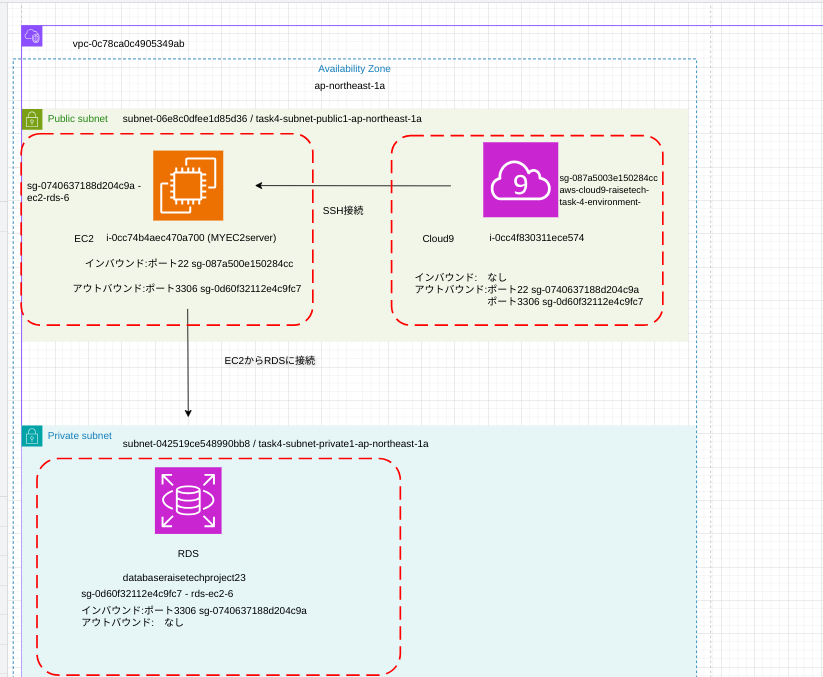 vpc-0c78ca0c4905349ab
Availability Zone
ap-northeast-1a
Public subnet subnet-06e8c0dfee1d85d36 / task4-subnet-public1-ap-northeast-1a
sg-0740637188d204c9a -
ec2-rds-6
EC2 i-0cc74b4aec470a700 (MYEC2server)
インバウンド:ポート22 sg-087a500e150284cc
アウトバウンド:ポート3306 sg-0d60f32112e4c9fc7
SSH接続
9
sg-087a5003e150284cc
aws-cloud9-raisetech-
task-4-environment-
Cloud9 i-0cc4f830311ece574
インバウンド: なし
アウトバウンド:ポート22 sg-0740637188d204c9a
ポート3306 sg-0d60f32112e4c9fc7
EC2からRDSに接続
Private subnet subnet-042519ce548990bb8 / task4-subnet-private1-ap-northeast-1a
RDS
databaseraisetechproject23
sg-0d60f32112e4c9fc7 - rds-ec2-6
インバウンド:ポート3306 sg-0740637188d204c9a
アウトバウンド: なし